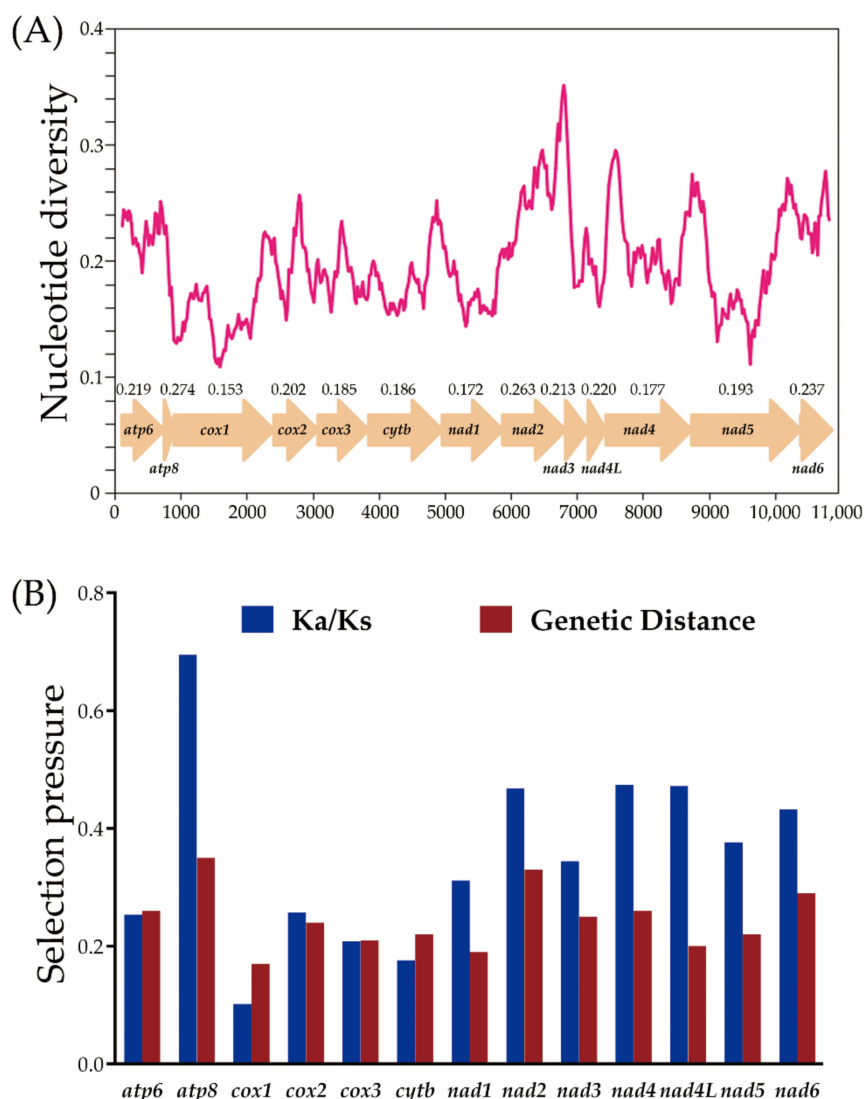 (A)
Nucleotide diversity
0.4
0.3
0.2
0.1
0
0.219 0.274 0.153 0.202 0.185 0.186 0.172 0.263 0.213 0.220 0.177 0.193 0.237
atp6 cox1 cox2 cox3 cytb nad1 nad2 nad4 nad5
atp8 nad3 nad4L nad6
0 1000 2000 3000 4000 5000 6000 7000 8000 9000 10,000 11,000
(B)
Selection pressure
0.8
0.6
0.4
0.2
0.0
Ka/Ks Genetic Distance
atp6 atp8 cox1 cox2 cox3 cytb nad1 nad2 nad3 nad4 nad4L nad5 nad6